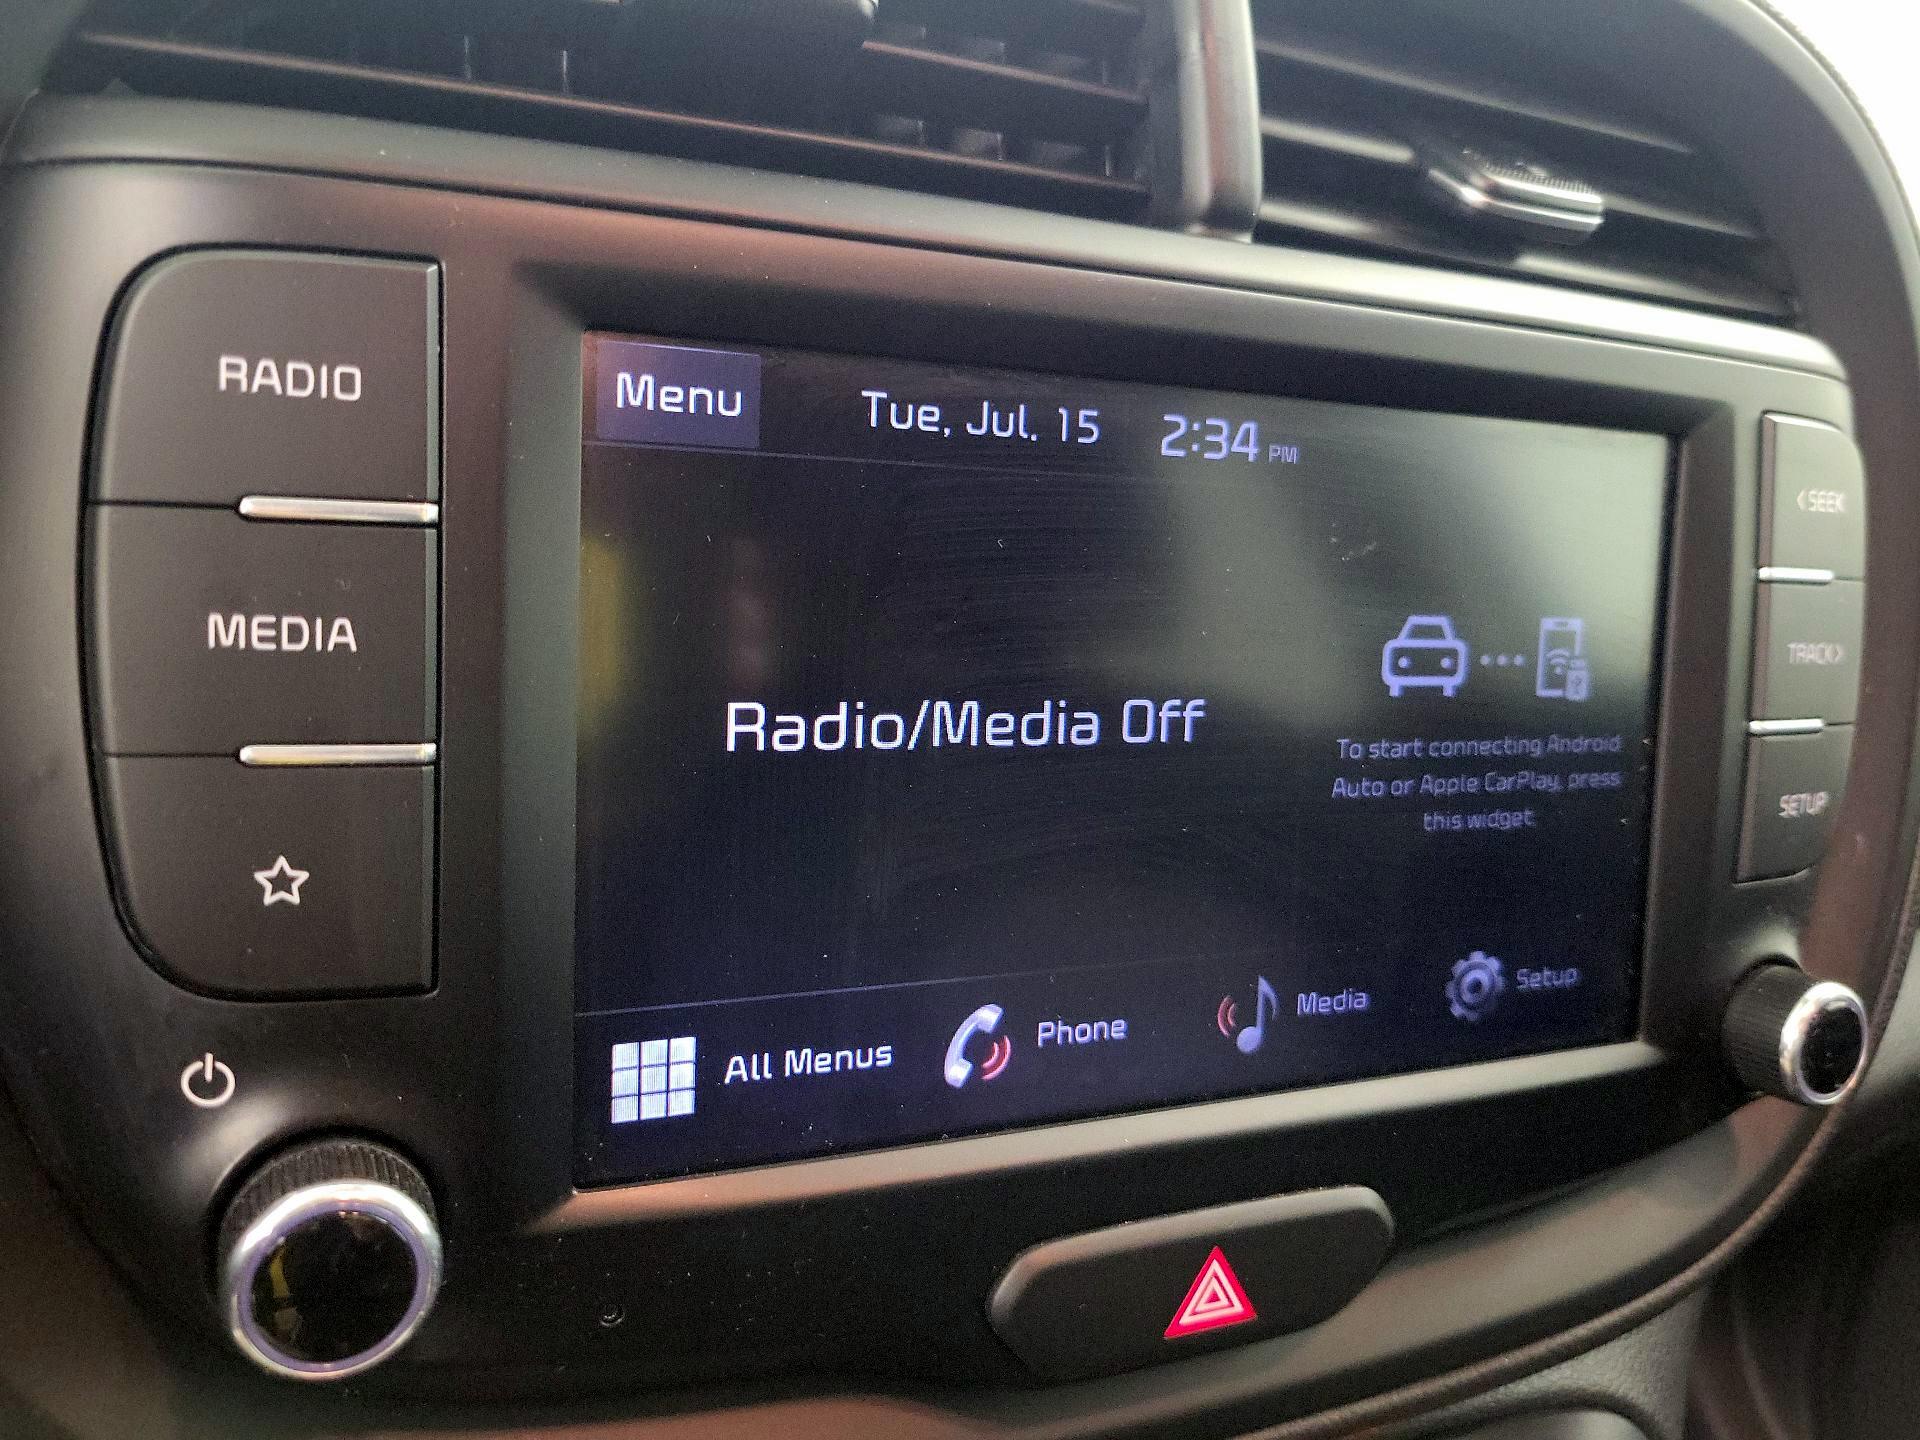 RADIO
MEDIA
Menu
Tue, Jul. 15 2:34 PM
Radio/Media Off
To start connecting Android
Auto or Apple CarPlay, press
this widget.
All Menus
Phone
Media
Setup
< SEEK
TRACK >
SETUP